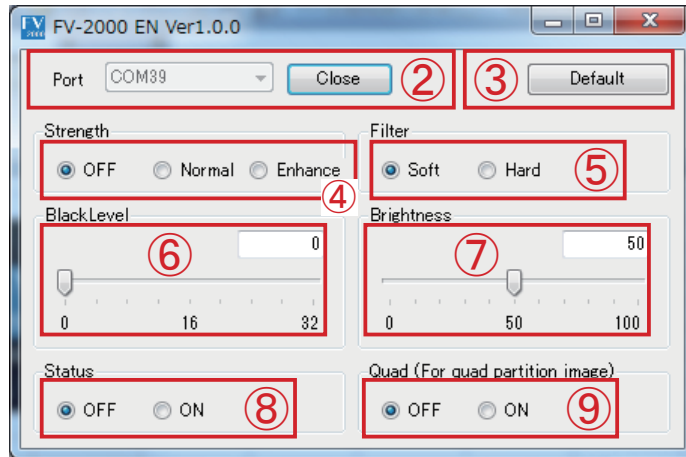 FV 2000 FV-2000 EN Ver1.0.0
Port COM39 Close ② ③ Default
Strength Filter
OFF Normal Enhance ④ Soft Hard ⑤
BlackLevel Brightness
⑥ 0 ⑦ 50
0 16 32 0 50 100
Status Quad (For quad partition image)
OFF ON ⑧ OFF ON ⑨